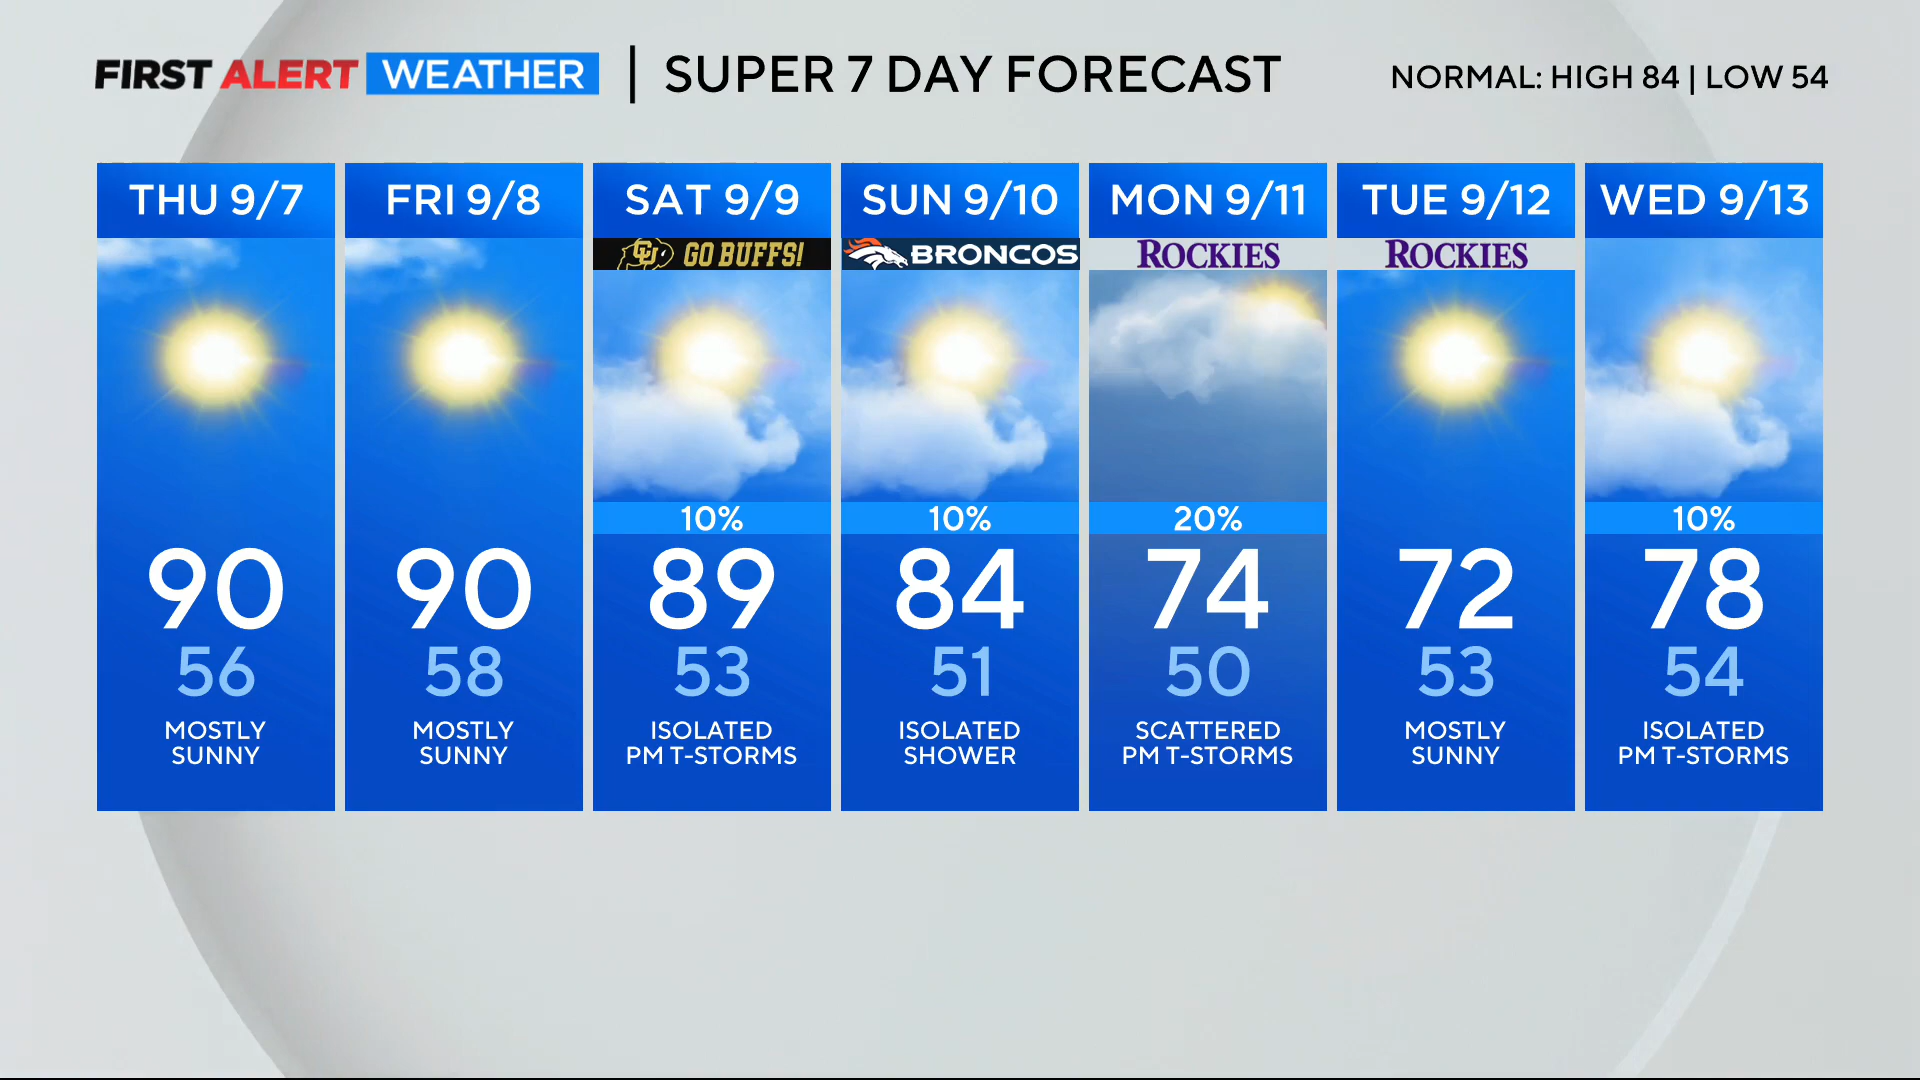 FIRST ALERT WEATHER | SUPER 7 DAY FORECAST
NORMAL: HIGH 84 | LOW 54
THU 9/7
90
56
MOSTLY
SUNNY
FRI 9/8
90
58
MOSTLY
SUNNY
SAT 9/9
CU GO BUFFS!
10%
89
53
ISOLATED
PM T-STORMS
SUN 9/10
BRONCOS
10%
84
51
ISOLATED
SHOWER
MON 9/11
ROCKIES
20%
74
50
SCATTERED
PM T-STORMS
TUE 9/12
ROCKIES
72
53
MOSTLY
SUNNY
WED 9/13
10%
78
54
ISOLATED
PM T-STORMS